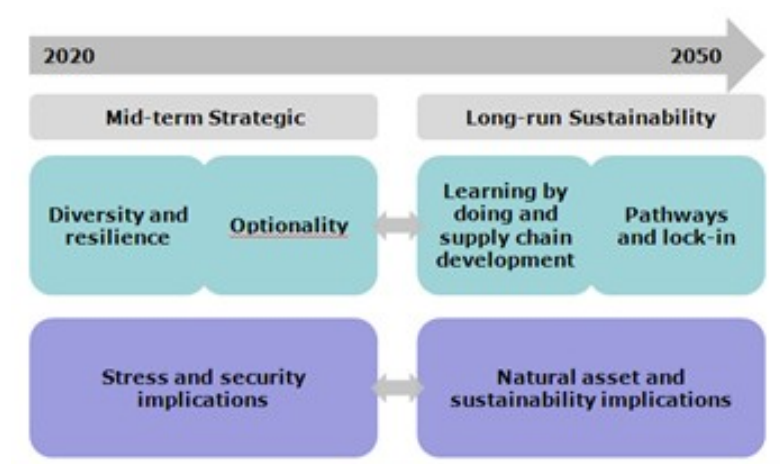 2020 2050
Mid-term Strategic
Long-run Sustainability
Diversity and
resilience
Optionality
Learning by
doing and
supply chain
development
Pathways
and lock-in
Stress and security
implications
Natural asset and
sustainability implications